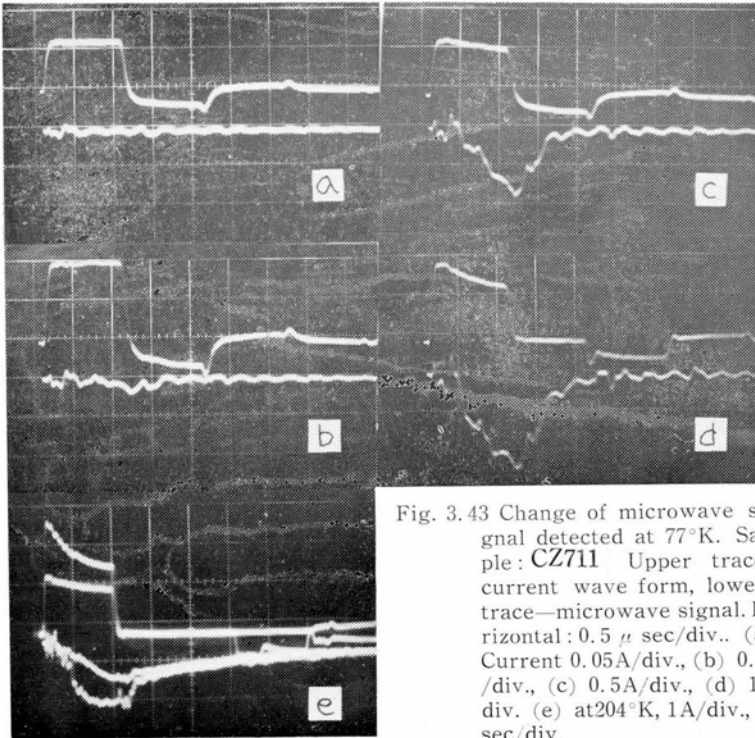 a
c
b
d
e
Fig. 3.43 Change of microwave s
gnal detected at 77°K. Sa
ple : CZ711 Upper trac
current wave form, lowe
trace—microwave signal.
rizontal : 0.5 μ sec/div..
Current 0.05A/div., (b) 0.
/div., (c) 0.5A/div., (d) 1
div. (e) at204°K, 1A/div.,
sec/div